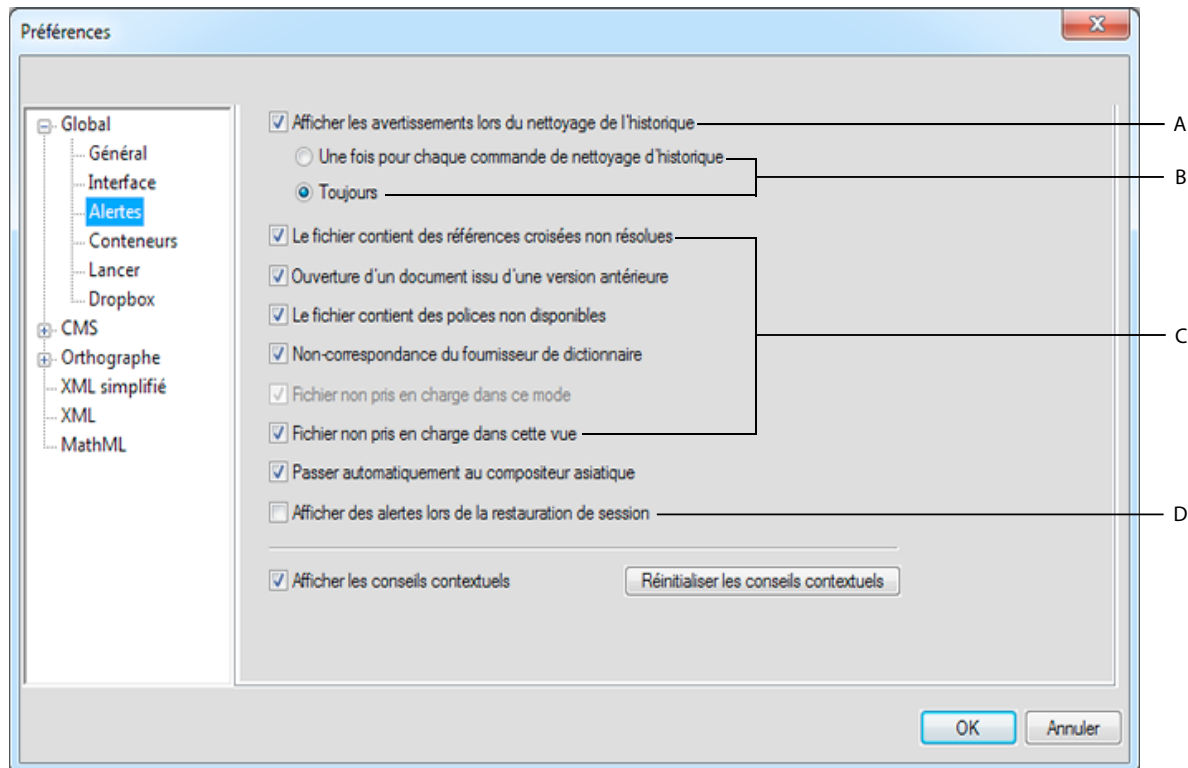 Préférences
Global
Général
Interface
Alertes
Conteneurs
Lancer
Dropbox
CMS
Orthographe
XML simplifié
XML
MathML
Afficher les avertissements lors du nettoyage de l'historique
A
Une fois pour chaque commande de nettoyage d'historique
B
Toujours
Le fichier contient des références croisées non résolues
Ouverture d'un document issu d'une version antérieure
Le fichier contient des polices non disponibles
C
Non-correspondance du fournisseur de dictionnaire
Fichier non pris en charge dans ce mode
Fichier non pris en charge dans cette vue
Passer automatiquement au compositeur asiatique
Afficher des alertes lors de la restauration de session
D
Afficher les conseils contextuels
Réinitialiser les conseils contextuels
OK
Annuler